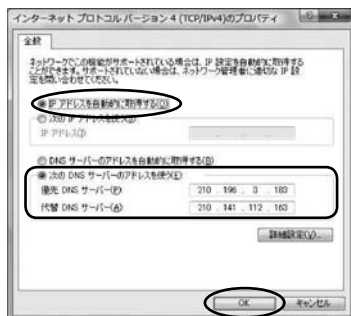 インターネット プロトコル バージョン 4 (TCP/IPv4)のプロパティ
全般
ネットワークでこの機能がサポートされている場合は、IP 設定を自動的に取得する
ことができます。サポートされていない場合は、ネットワーク管理者に適切な IP 設
定を問い合わせてください。
IP アドレスを自動的に取得する(O)
次の IP アドレスを使う(S)
IP アドレス(I)
DNS サーバーのアドレスを自動的に取得する(B)
次の DNS サーバーのアドレスを使う(E)
優先 DNS サーバー(P): 210 . 196 . 3 . 183
代替 DNS サーバー(A): 210 . 141 . 112 . 163
詳細設定(V)...
OK キャンセル